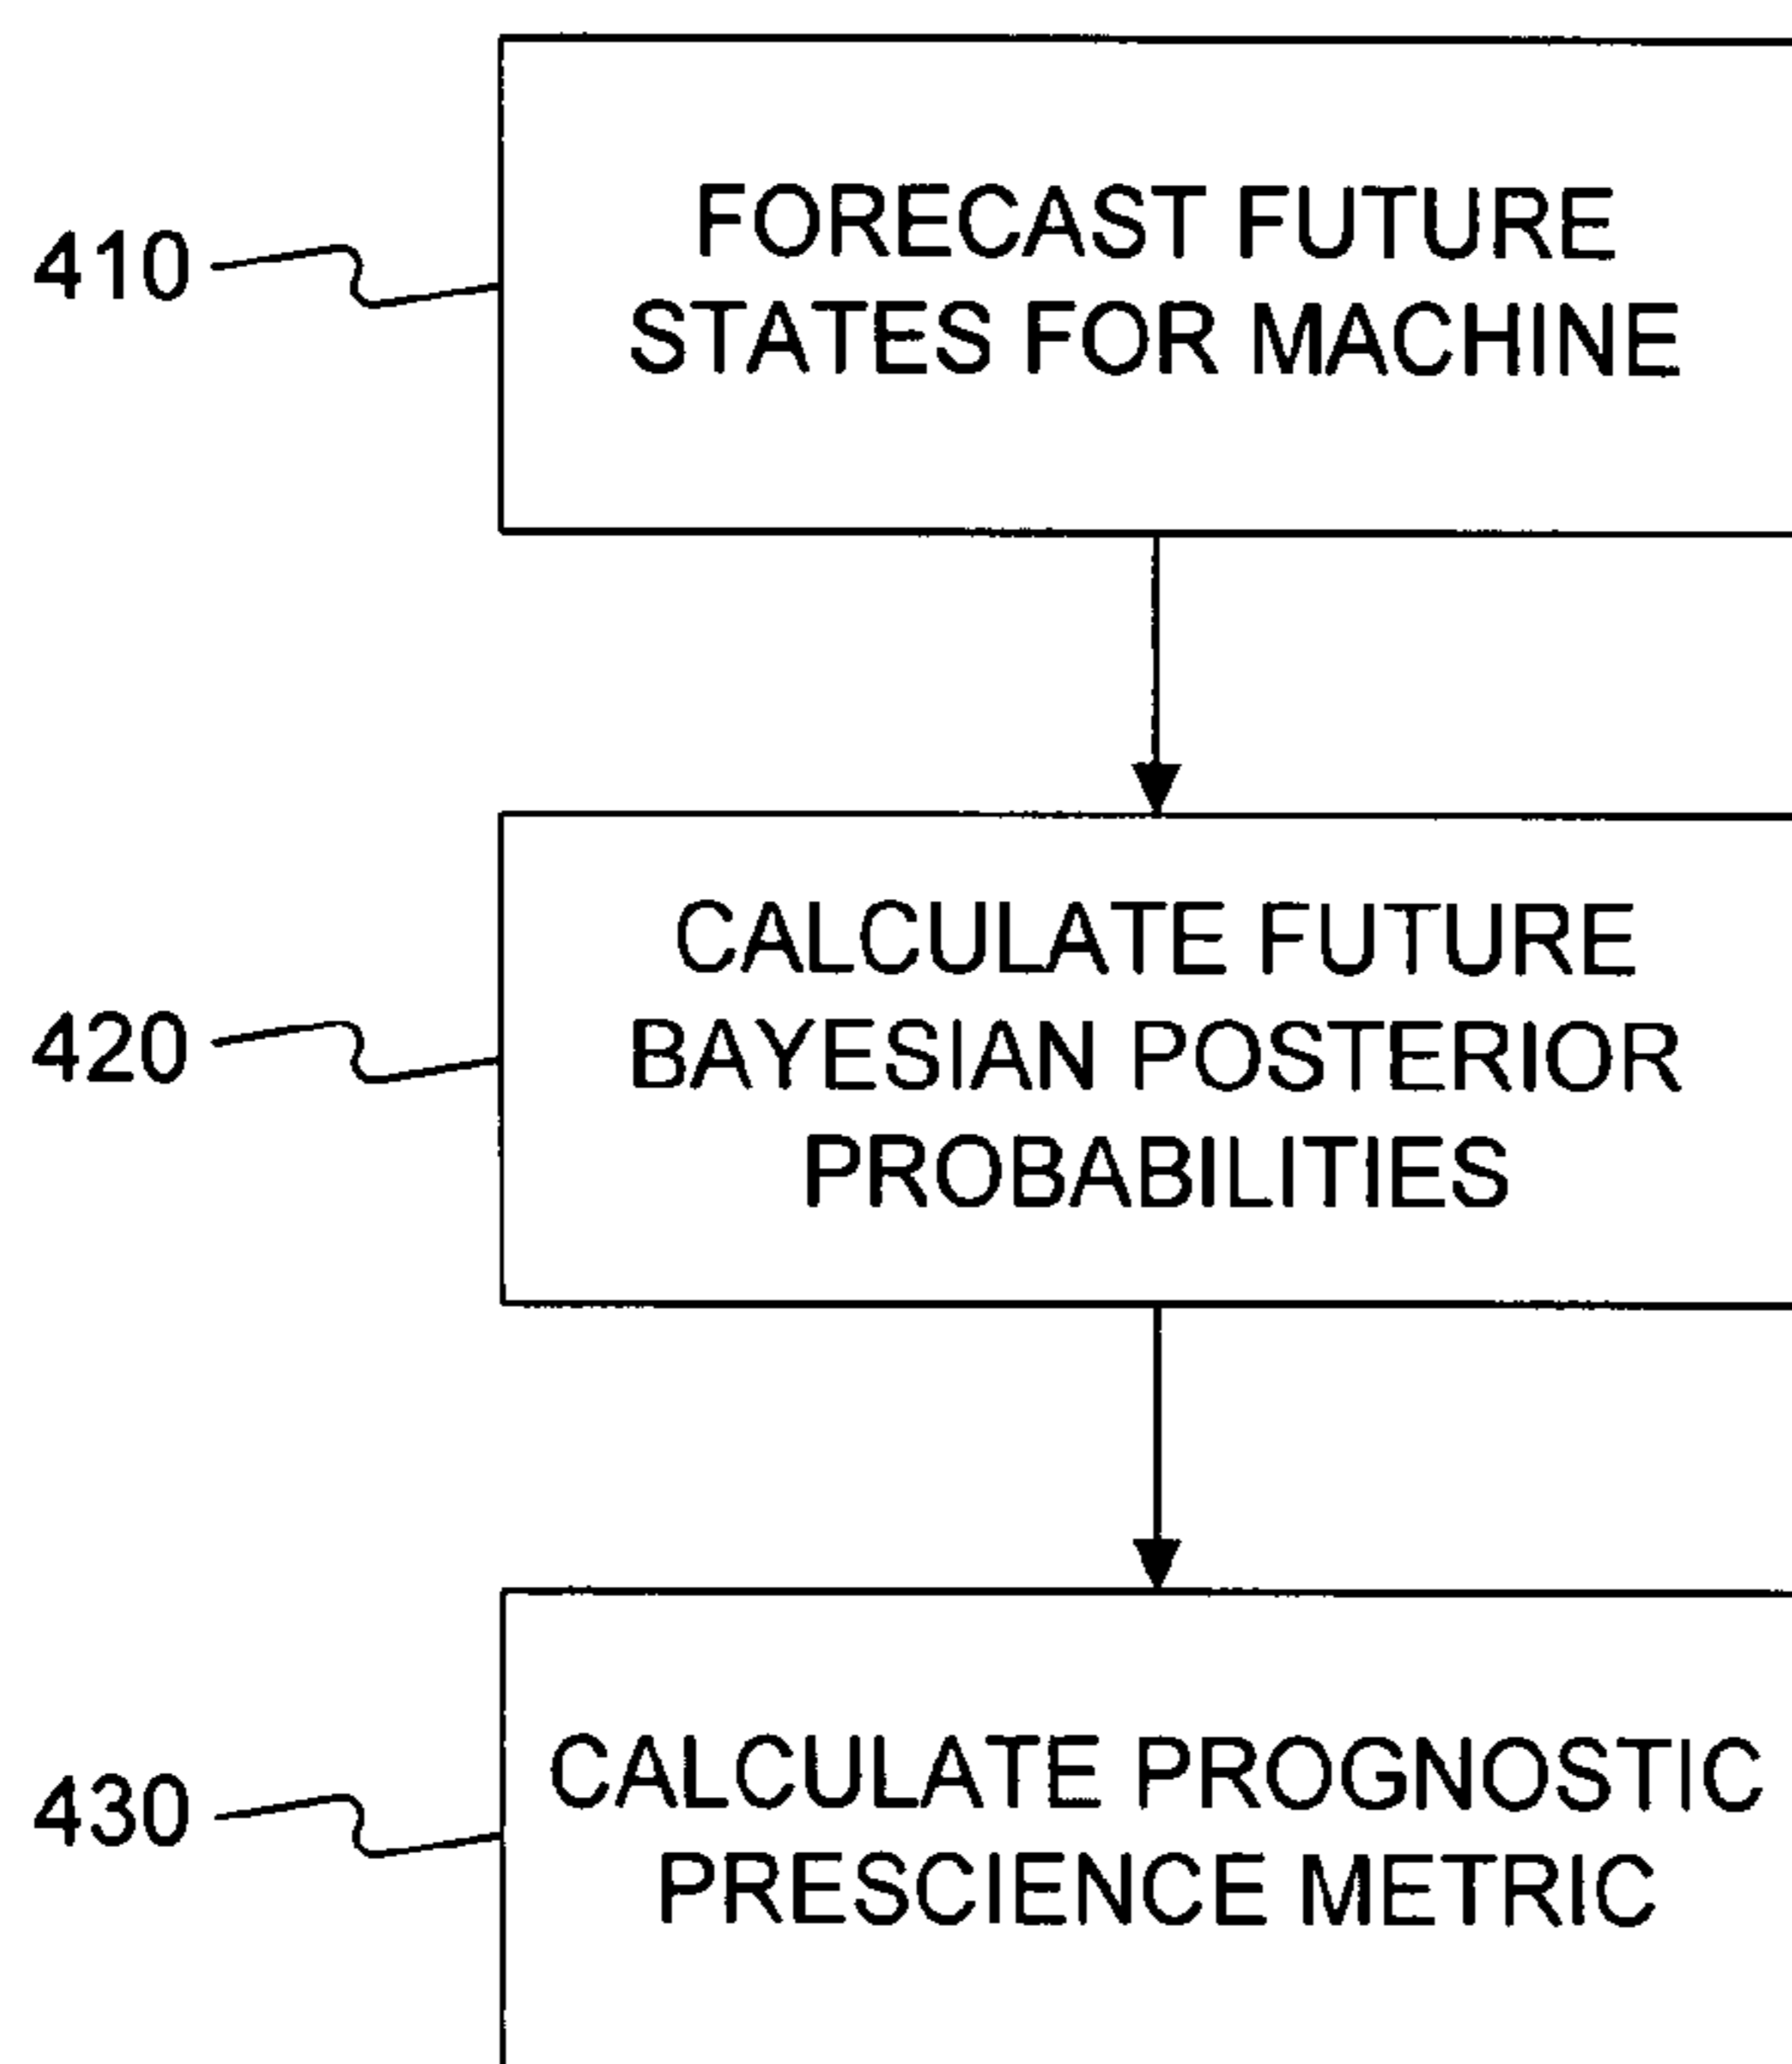 410
FORECAST FUTURE
STATES FOR MACHINE
420
CALCULATE FUTURE
BAYESIAN POSTERIOR
PROBABILITIES
430
CALCULATE PROGNOSTIC
PRESCIENCE METRIC